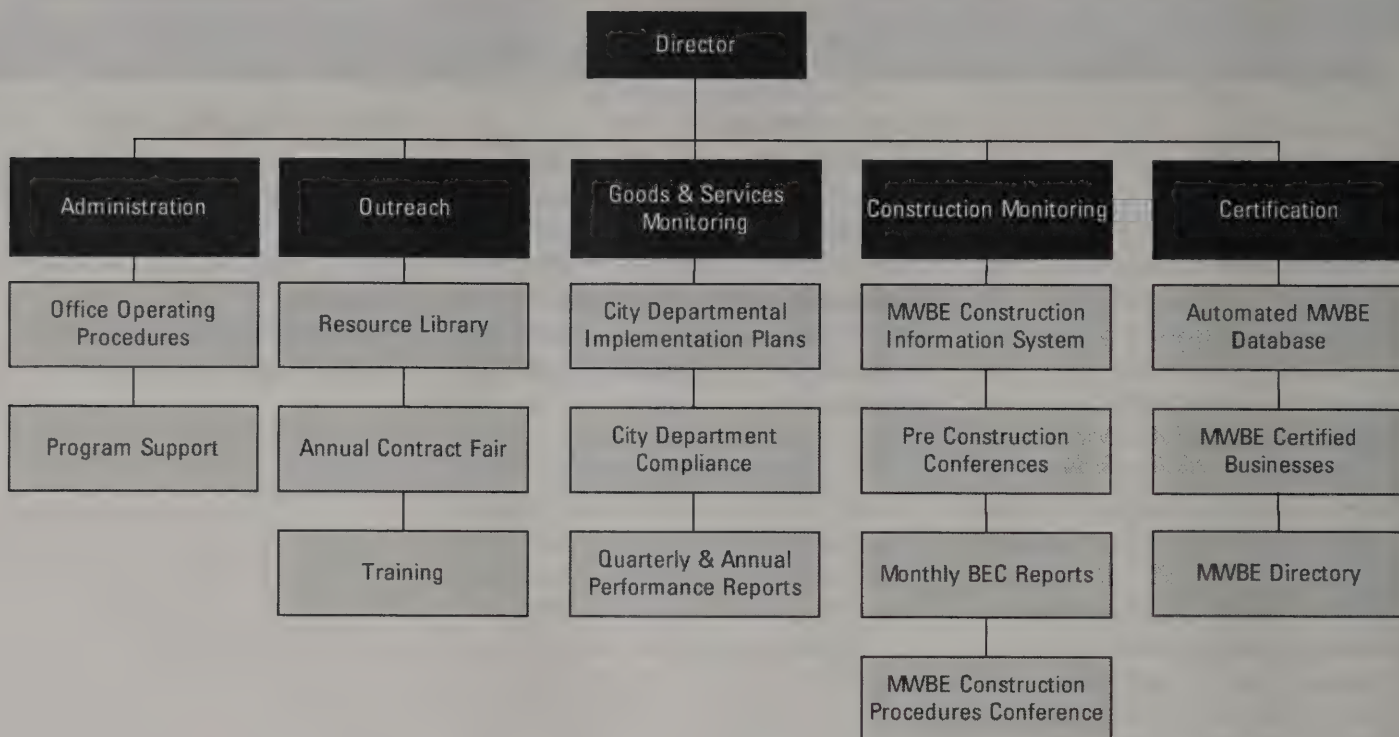 Director
Administration
Outreach
Goods & Services
Monitoring
Construction Monitoring
Certification
Office Operating
Procedures
Resource Library
City Departmental
Implementation Plans
MWBE Construction
Information System
Automated MWBE
Database
Program Support
Annual Contract Fair
City Department
Compliance
Pre Construction
Conferences
MWBE Certified
Businesses
Training
Quarterly & Annual
Performance Reports
Monthly BEC Reports
MWBE Directory
MWBE Construction
Procedures Conference